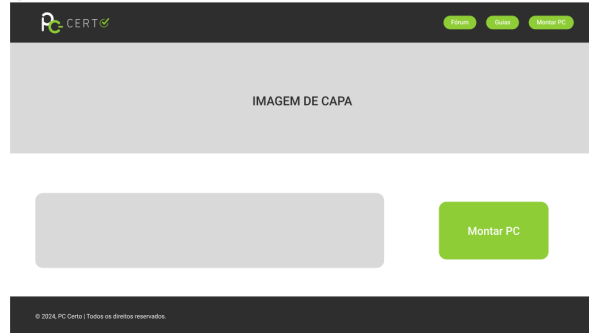 PC CERTO
Fórum
Guias
Montar PC
IMAGEM DE CAPA
Montar PC
© 2024, PC Certo | Todos os direitos reservados.